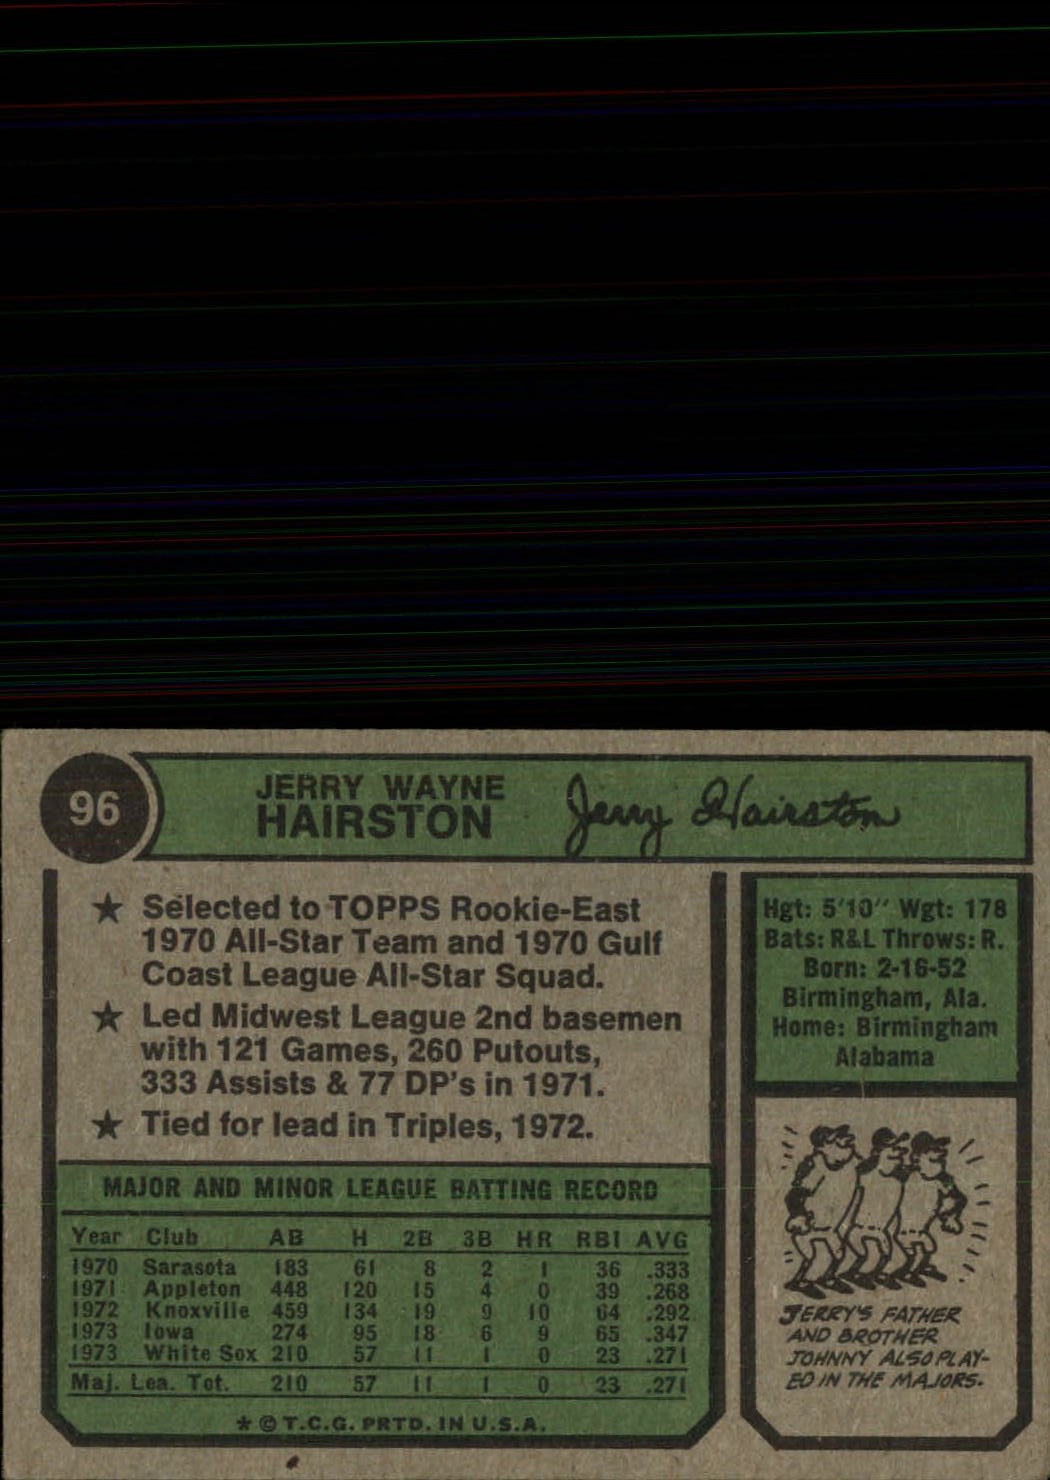 96
JERRY WAYNE
HAIRSTON
Jerry Hairston
★ Selected to TOPPS Rookie-East
1970 All-Star Team and 1970 Gulf
Coast League All-Star Squad.
★ Led Midwest League 2nd basemen
with 121 Games, 260 Putouts,
333 Assists & 77 DP's in 1971.
★ Tied for lead in Triples, 1972.
MAJOR AND MINOR LEAGUE BATTING RECORD
Year Club AB H 2B 3B HR RBI AVG
1970 Sarasota 183 61 8 2 1 36 .333
1971 Appleton 448 120 15 4 0 39 .268
1972 Knoxville 459 134 19 9 10 64 .292
1973 Iowa 274 95 18 6 9 65 .347
1973 White Sox 210 57 11 1 0 23 .271
Maj. Lea. Tot. 210 57 11 1 0 23 .271
* © T.C.G. PRTD. IN U.S.A.
Hgt: 5'10" Wgt: 178
Bats: R&L Throws: R.
Born: 2-16-52
Birmingham, Ala.
Home: Birmingham
Alabama
JERRY'S FATHER
AND BROTHER
JOHNNY ALSO PLAY-
ED IN THE MAJORS.